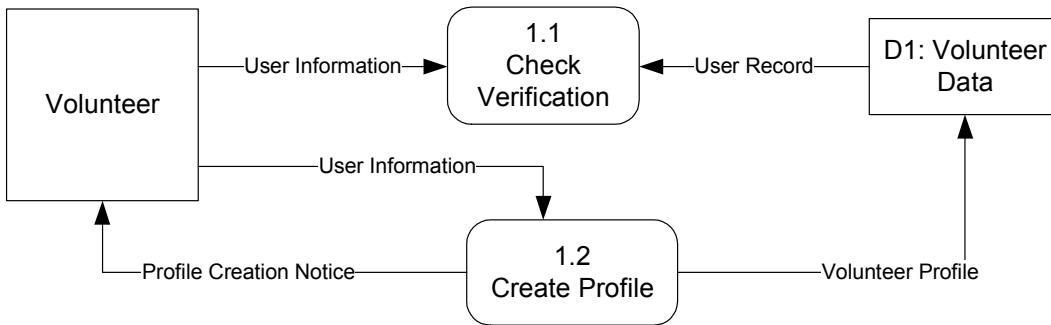 1.1
Check
Verification
D1: Volunteer
Data
User Information
User Record
Volunteer
User Information
1.2
Create Profile
Profile Creation Notice
Volunteer Profile